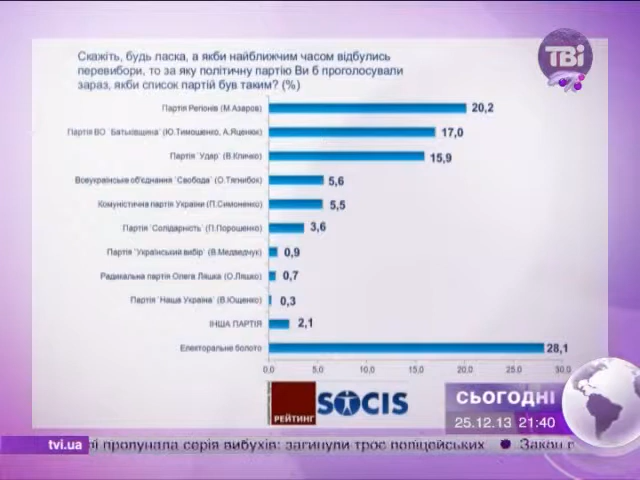 Скажіть, будь ласка, а якби найближчим часом відбулись
перевибори, то за яку політичну партію Ви б проголосували
зараз, якби список партій був таким? (%)
ТВі
Партія Регіонів (М.Азаров) 20,2
Партія ВО `Батьківщина` (Ю.Тимошенко, А.Яценюк) 17,0
Партія `Удар` (В.Кличко) 15,9
Всеукраїнське об'єднання `Свобода` (О.Тягнибок) 5,6
Комуністична партія України (П.Симоненко) 5,5
Партія `Солідарність` (П.Порошенко) 3,6
Партія `Український вибір` (В.Медведчук) 0,9
Радикальна партія Олега Ляшка (О.Ляшко) 0,7
Партія `Наша Україна` (В.Ющенко) 0,3
ІНША ПАРТІЯ 2,1
Електоральне болото 28,1
0,0 5,0 10,0 15,0 20,0 25,0 30,0
РЕЙТИНГ SOCIS
СЬОГОДНІ
25.12.13 21:40
tvi.ua пролунала серія вибухів: загинули троє поліцейських Закон